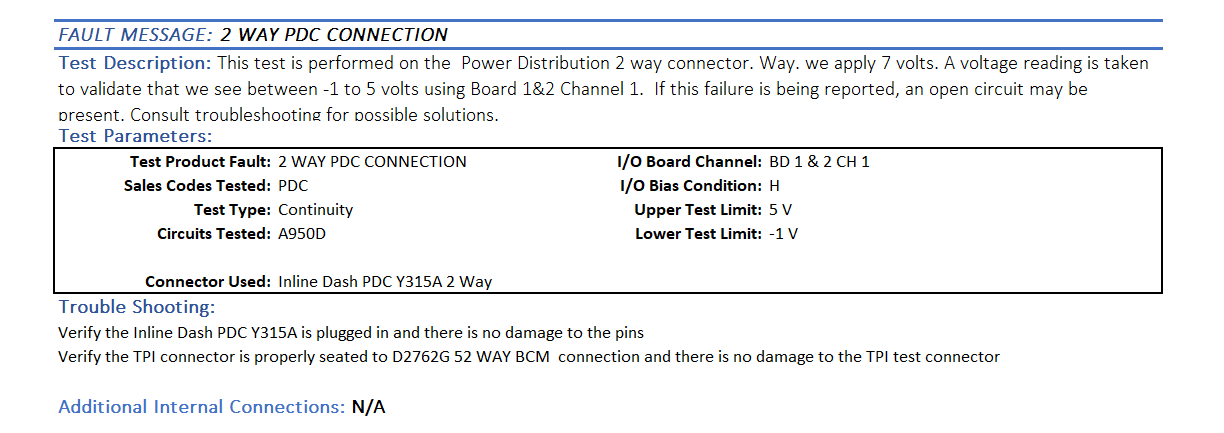 FAULT MESSAGE: 2 WAY PDC CONNECTION
Test Description: This test is performed on the Power Distribution 2 way connector. Way. we apply 7 volts. A voltage reading is taken
to validate that we see between -1 to 5 volts using Board 1&2 Channel 1. If this failure is being reported, an open circuit may be
present. Consult troubleshooting for possible solutions.
Test Parameters:
Test Product Fault: 2 WAY PDC CONNECTION I/O Board Channel: BD 1 & 2 CH 1
Sales Codes Tested: PDC I/O Bias Condition: H
Test Type: Continuity Upper Test Limit: 5 V
Circuits Tested: A950D Lower Test Limit: -1 V
Connector Used: Inline Dash PDC Y315A 2 Way
Trouble Shooting:
Verify the Inline Dash PDC Y315A is plugged in and there is no damage to the pins
Verify the TPI connector is properly seated to D2762G 52 WAY BCM connection and there is no damage to the TPI test connector
Additional Internal Connections: N/A